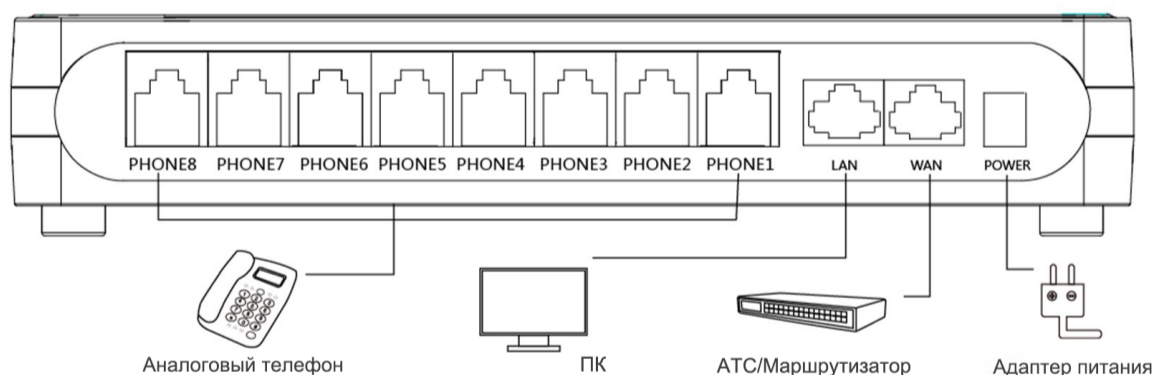 PHONE8 PHONE7 PHONE6 PHONE5 PHONE4 PHONE3 PHONE2 PHONE1 LAN WAN POWER
Аналоговый телефон ПК АТС/Маршрутизатор Адаптер питания